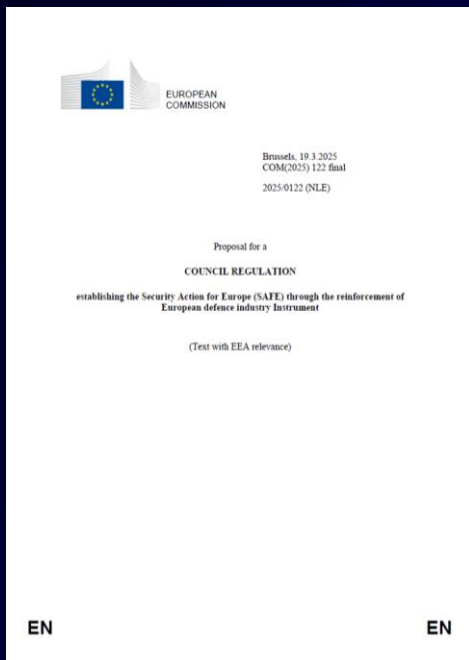 EUROPEAN
COMMISSION
Brussels, 19.3.2025
COM(2025) 122 final
2025/0122 (NLE)
Proposal for a
COUNCIL REGULATION
establishing the Security Action for Europe (SAFE) through the reinforcement of
European defence industry Instrument
(Text with EEA relevance)
EN
EN